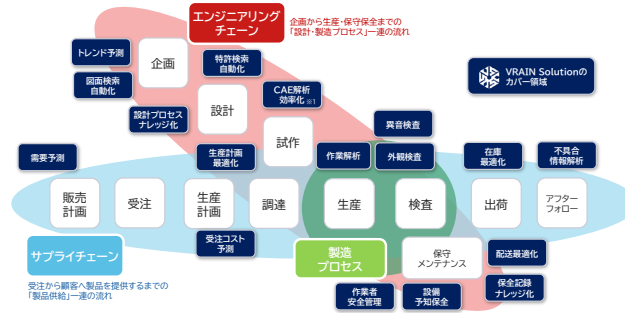 エンジニアリング
チェーン
企画から生産・保守保全までの
「設計・製造プロセス」一連の流れ
トレンド予測
企画
特許検索
自動化
図面検索
自動化
VRAIN Solutionの
カバー領域
設計
CAE解析
効率化 ※1
設計プロセス
ナレッジ化
試作
異音検査
需要予測
生産計画
最適化
作業解析
外観検査
在庫
最適化
不具合
情報解析
販売
計画
受注
生産
計画
調達
生産
検査
出荷
アフター
フォロー
サプライチェーン
受注コスト
予測
製造
プロセス
保守
メンテナンス
配送最適化
受注から顧客へ製品を提供するまでの
「製品供給」一連の流れ
作業者
安全管理
設備
予知保全
保全記録
ナレッジ化